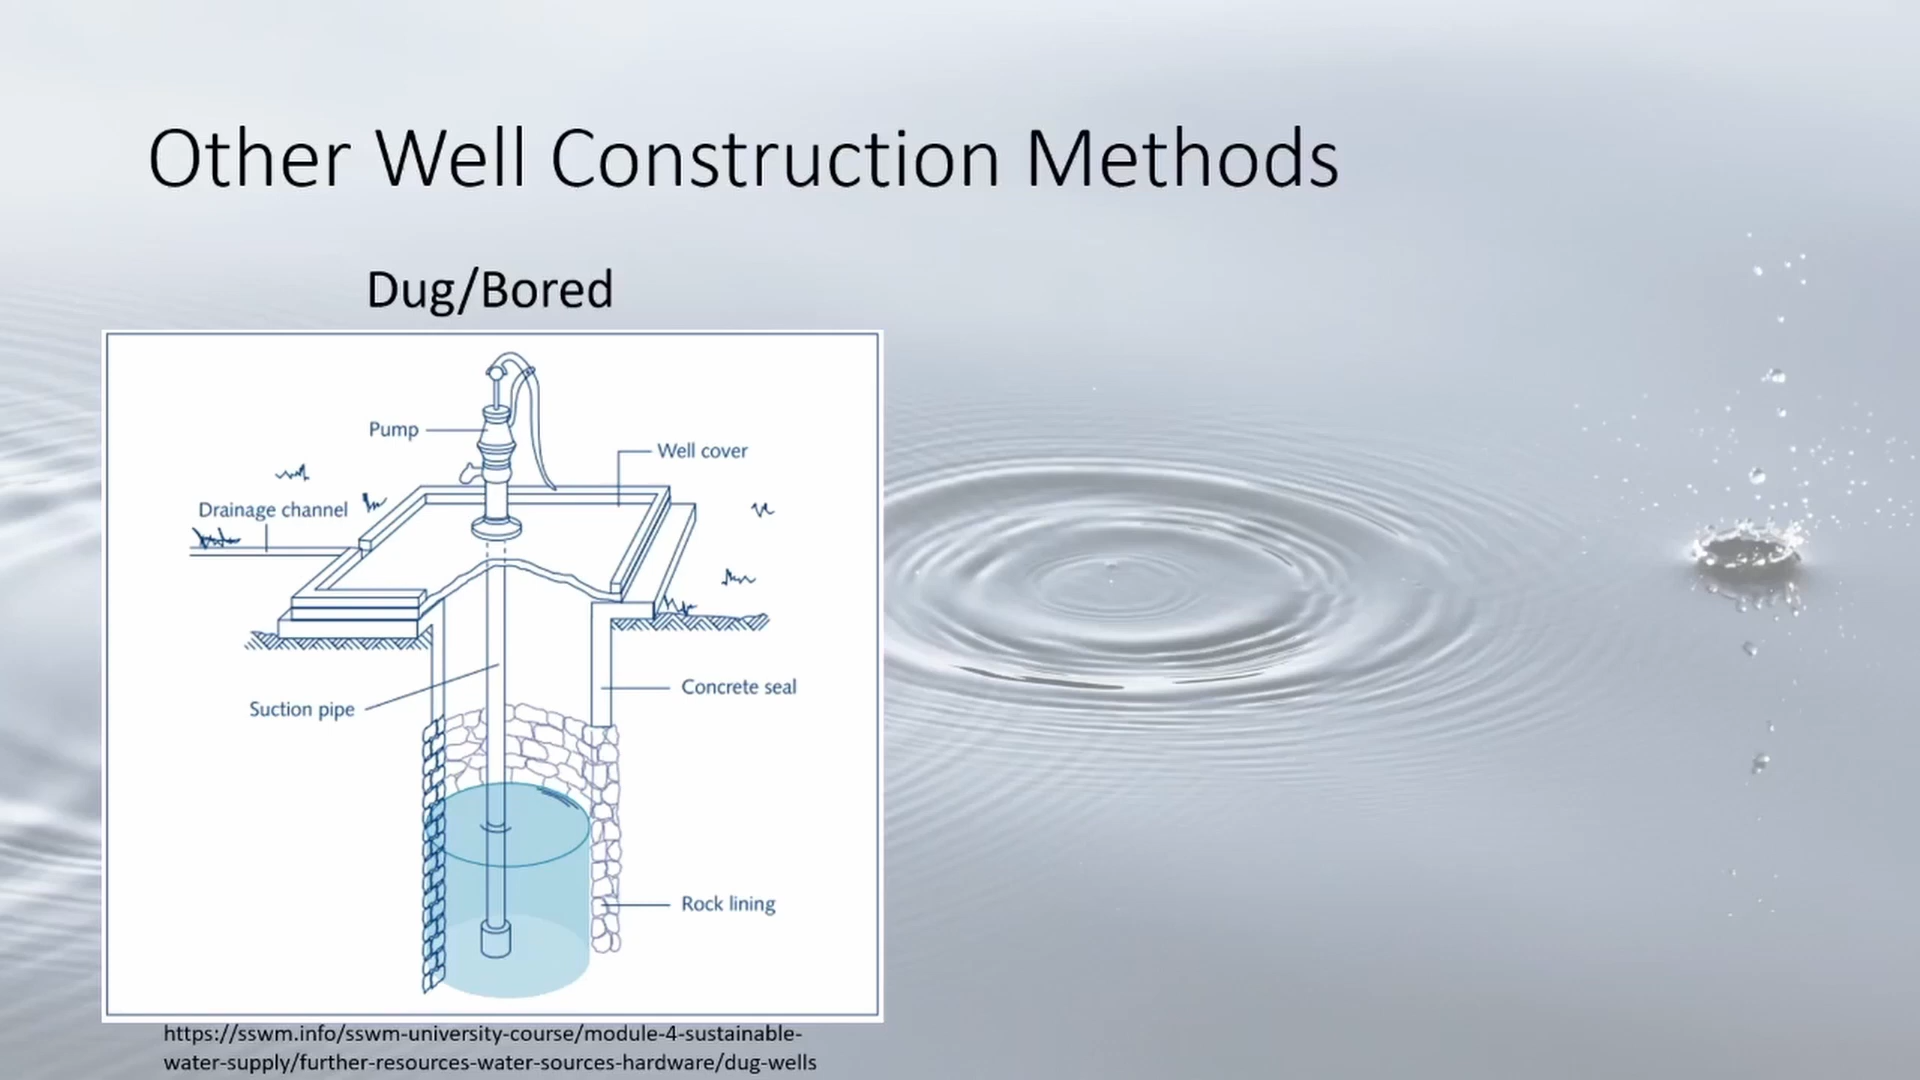 Other Well Construction Methods
Dug/Bored
Pump
Well cover
Drainage channel
Concrete seal
Suction pipe
Rock lining
https://sswm.info/sswm-university-course/module-4-sustainable-
water-supply/further-resources-water-sources-hardware/dug-wells